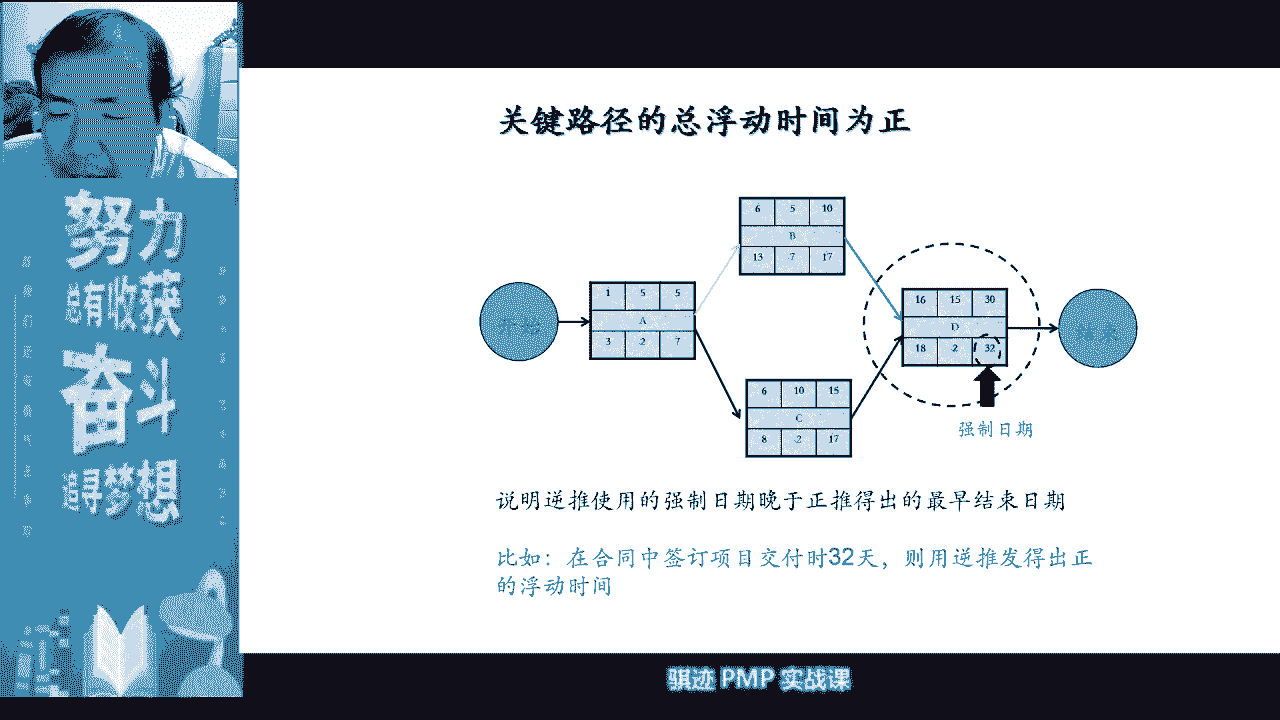 关键路径的总浮动时间为正
6 5 10
B
13 7 17
1 5 5
A
3 2 7
16 15 30
D
18 2 32
6 10 15
C
8 2 17
强制日期
说明逆推使用的强制日期晚于正推得出的最早结束日期
比如：在合同中签订项目交付时32天，则用逆推发得出正
的浮动时间
努力
总有收获
奋斗
追寻梦想
骐迹 PMP 实战课